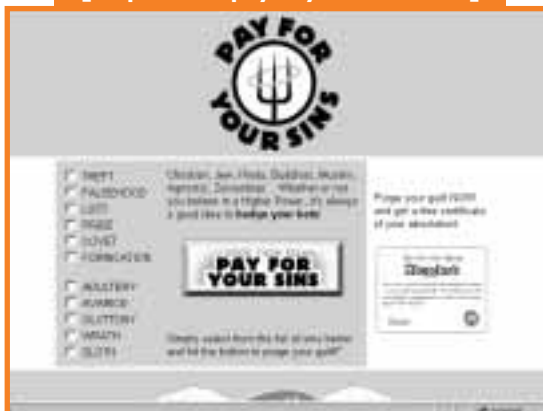 PAY FOR
YOUR SINS
THEFT
FALSEHOOD
LUST
PRIDE
COVET
FORNICATION
ADULTERY
AVARICE
GLUTTONY
WRATH
SLOTH
Christian, Jew, Hindu, Buddhist, Muslim,
Agnostic, Whether or not
you believe in a Higher Power, it's always
a good idea to hedge your bets
PAY FOR
YOUR SINS
Simply select from the list of sins below
and hit the button to purge your guilt!
Purge your guilt NOW
and get a free certificate
of your absolution!